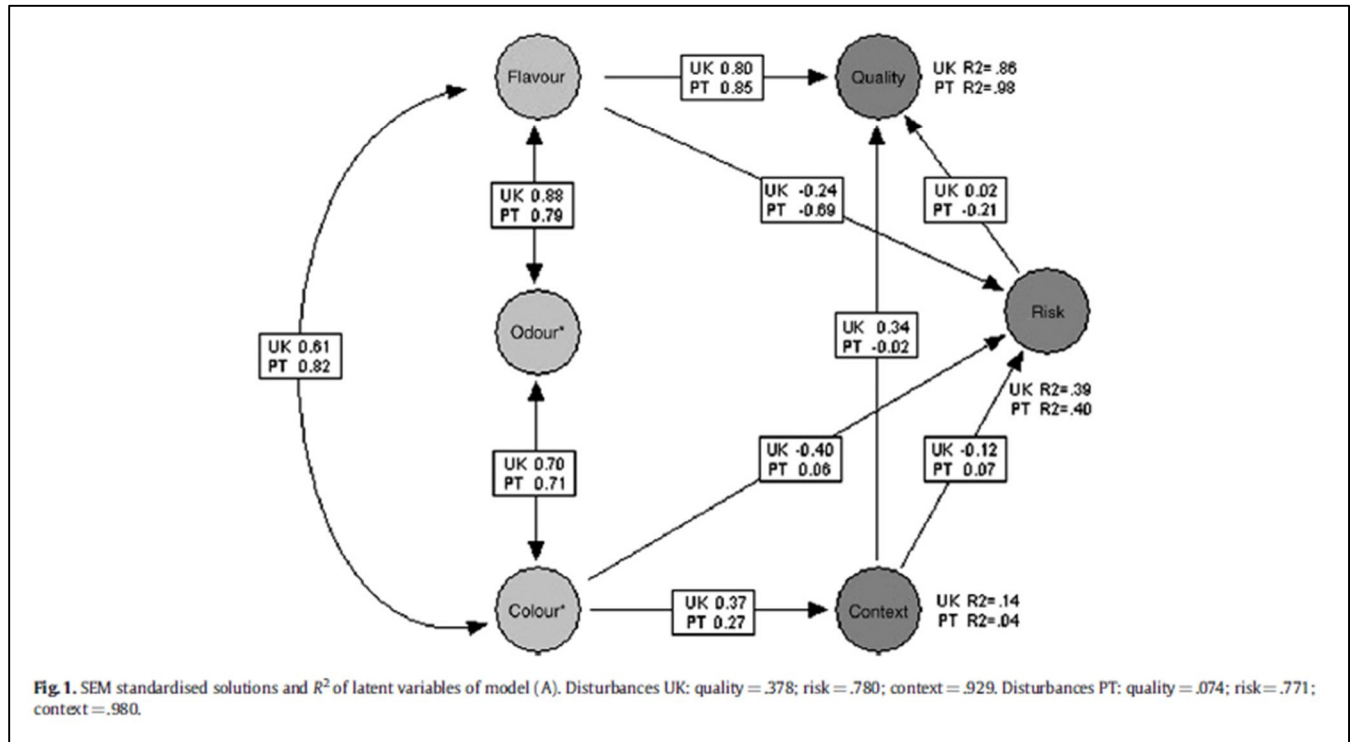 Flavour
UK 0.80
PT 0.85
Quality
UK R2=.86
PT R2=.98
UK 0.88
PT 0.79
UK -0.24
PT -0.69
UK 0.02
PT -0.21
Odour*
Risk
UK 0.61
PT 0.82
UK 0.34
PT -0.02
UK R2=.39
PT R2=.40
UK 0.70
PT 0.71
UK -0.40
PT 0.06
UK -0.12
PT 0.07
Colour*
UK 0.37
PT 0.27
Context
UK R2=.14
PT R2=.04
Fig. 1. SEM standardised solutions and R² of latent variables of model (A). Disturbances UK: quality = .378; risk = .780; context = .929. Disturbances PT: quality = .074; risk = .771;
context = .980.